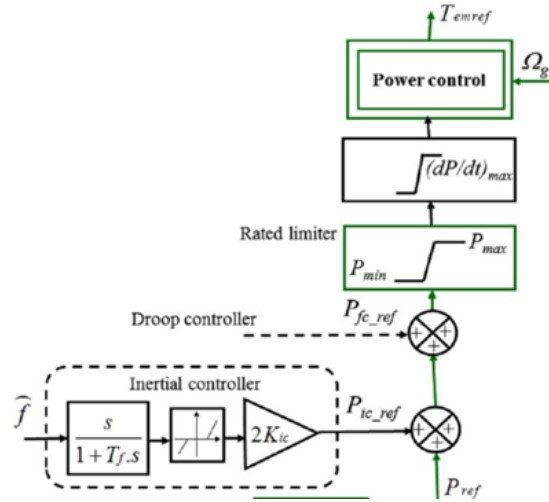 T_emref
Power control
Ω_g
(dP/dt)_max
Rated limiter
P_max
P_min
P_fc_ref
Droop controller
+ + +
Inertial controller
f̂
s
1+T_f.s
2K_ic
P_ic_ref
+ + +
P_ref